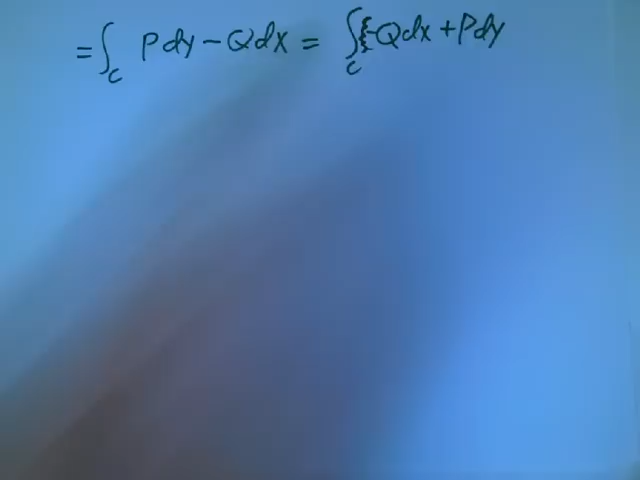 = ∫_C P dy - Q dx = ∫_C -Q dx + P dy